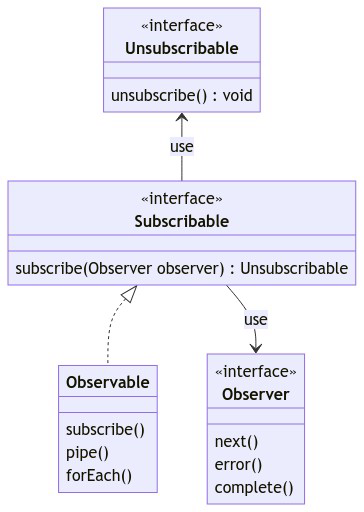 «interface»
Unsubscribable
unsubscribe() : void
use
«interface»
Subscribable
subscribe(Observer observer) : Unsubscribable
use
Observable
subscribe()
pipe()
forEach()
«interface»
Observer
next()
error()
complete()